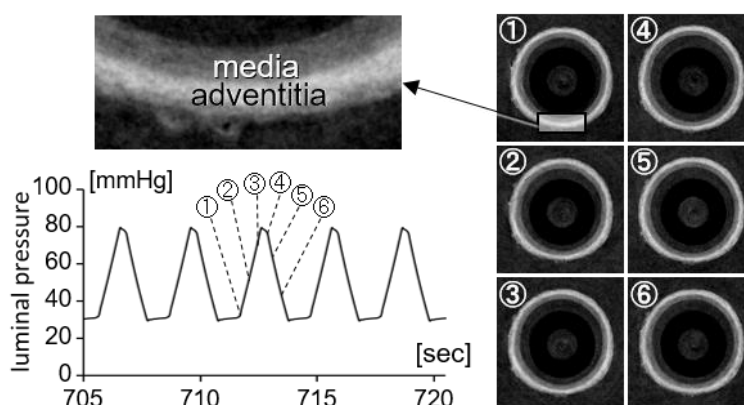 media
adventitia
①
④
②
⑤
③
⑥
luminal pressure
[mmHg]
100
80
60
40
20
0
① ② ③ ④ ⑤ ⑥
705 710 715 720
[sec]